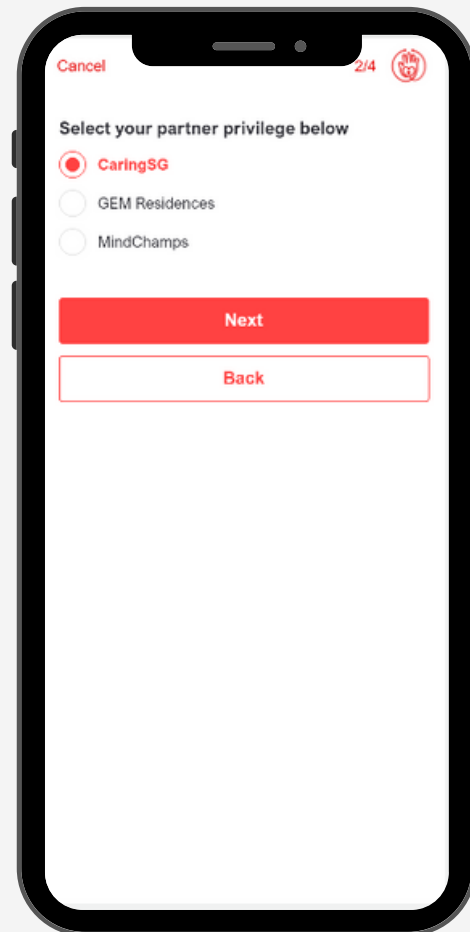 Cancel
2/4
Select your partner privilege below
CaringSG
GEM Residences
MindChamps
Next
Back